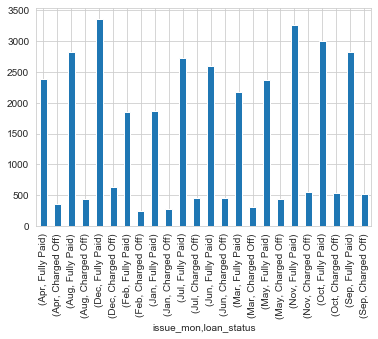 3500
3000
2500
2000
1500
1000
500
0
(Apr, Fully Paid)
(Apr, Charged Off)
(Aug, Fully Paid)
(Aug, Charged Off)
(Dec, Fully Paid)
(Dec, Charged Off)
(Feb, Fully Paid)
(Feb, Charged Off)
(Jan, Fully Paid)
(Jan, Charged Off)
(Jul, Fully Paid)
(Jul, Charged Off)
(Jun, Fully Paid)
(Jun, Charged Off)
(Mar, Fully Paid)
(Mar, Charged Off)
(May, Fully Paid)
(May, Charged Off)
(Nov, Fully Paid)
(Nov, Charged Off)
(Oct, Fully Paid)
(Oct, Charged Off)
(Sep, Fully Paid)
(Sep, Charged Off)
issue_mon,loan_status